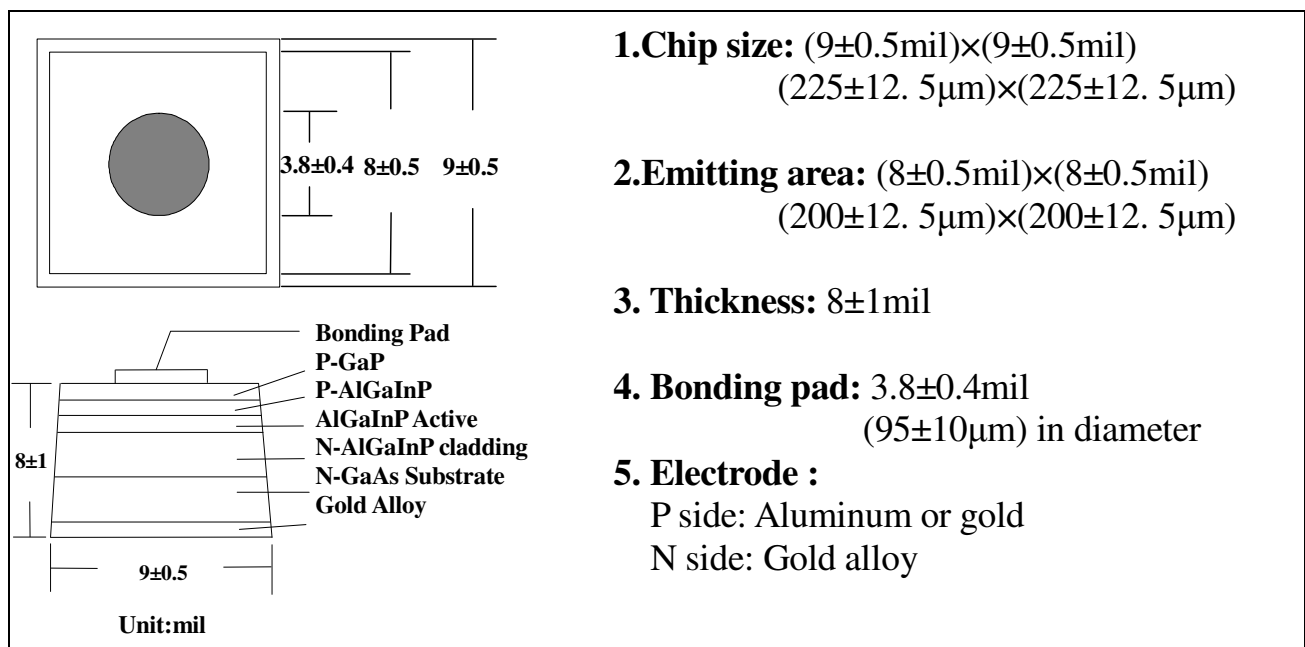 3.8±0.4 8±0.5 9±0.5
Bonding Pad
P-GaP
P-AlGaInP
AlGaInP Active
N-AlGaInP cladding
N-GaAs Substrate
Gold Alloy
8±1
9±0.5
Unit:mil
1.Chip size: (9±0.5mil)×(9±0.5mil)
(225±12. 5μm)×(225±12. 5μm)
2.Emitting area: (8±0.5mil)×(8±0.5mil)
(200±12. 5μm)×(200±12. 5μm)
3. Thickness: 8±1mil
4. Bonding pad: 3.8±0.4mil
(95±10μm) in diameter
5. Electrode :
P side: Aluminum or gold
N side: Gold alloy